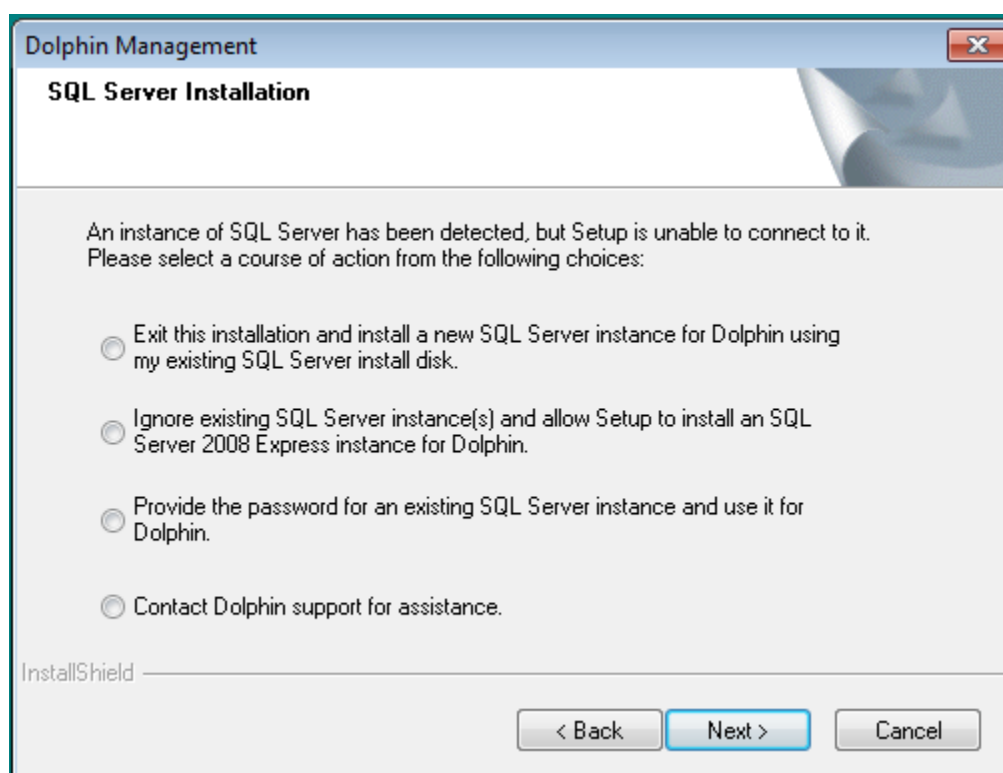 Dolphin Management
SQL Server Installation
An instance of SQL Server has been detected, but Setup is unable to connect to it.
Please select a course of action from the following choices:
Exit this installation and install a new SQL Server instance for Dolphin using
my existing SQL Server install disk.
Ignore existing SQL Server instance(s) and allow Setup to install an SQL
Server 2008 Express instance for Dolphin.
Provide the password for an existing SQL Server instance and use it for
Dolphin.
Contact Dolphin support for assistance.
InstallShield
< Back Next > Cancel